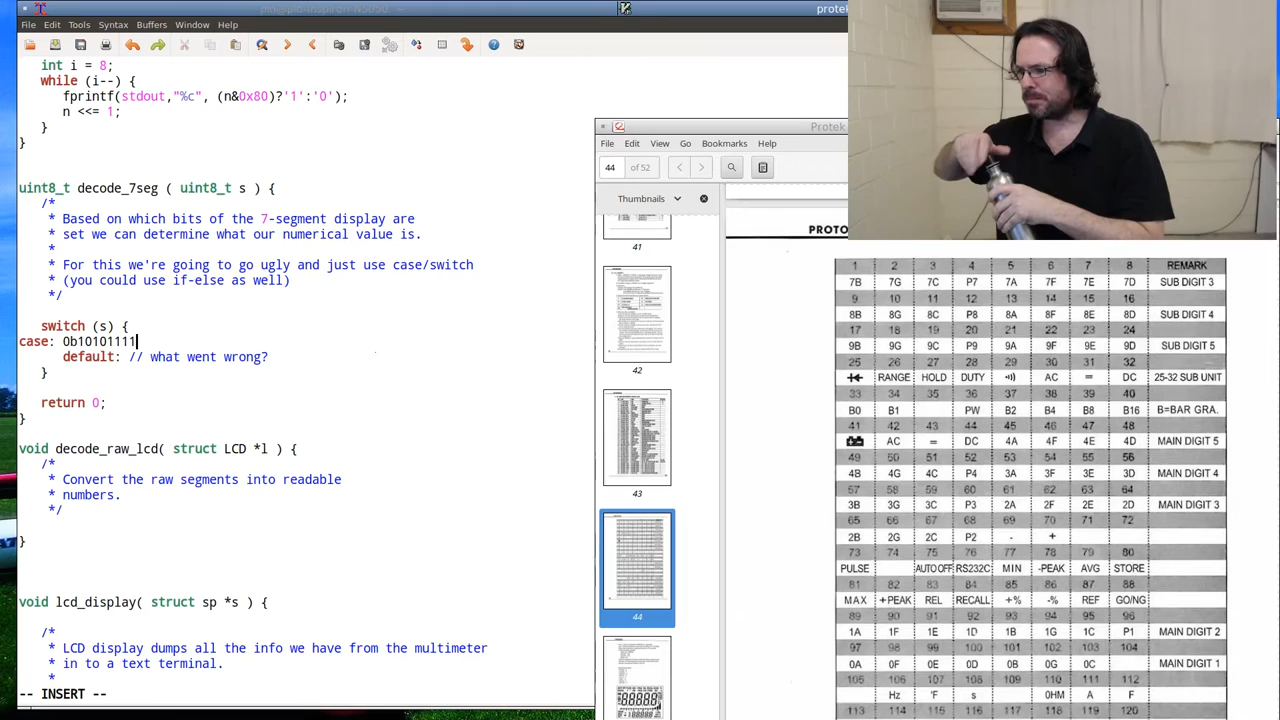 File Edit Tools Syntax Buffers Window Help
int i = 8;
while (i--) {
fprintf(stdout,"%c", (n&0x80)?'1':'0');
n <<= 1;
}
}
uint8_t decode_7seg ( uint8_t s ) {
/*
* Based on which bits of the 7-segment display are
* set we can determine what our numerical value is.
*
* For this we're going to go ugly and just use case/switch
* (you could use if-else as well)
*/
switch (s) {
case: 0b10101111
default: // what went wrong?
}
return 0;
}
void decode_raw_lcd( struct LCD *l ) {
/*
* Convert the raw segments into readable
* numbers.
*/
}
void lcd_display( struct sp *s ) {
/*
* LCD display dumps all the info we have from the multimeter
* in to a text terminal.
*
-- INSERT --
protek
Protek
File Edit View Go Bookmarks Help
44 of 52
Thumbnails
41
42
43
44
PROTO
1 2 3 4 5 6 7 8 REMARK
7B 7G 7C P7 7A 7F 7E 7D SUB DIGIT 3
9 10 11 12 13 14 15 16
8B 8G 8C P8 8A 8F 8E 8D SUB DIGIT 4
17 18 19 20 21 22 23 24
9B 9G 9C P9 9A 9F 9E 9D SUB DIGIT 5
25 26 27 28 29 30 31 32
RANGE HOLD DUTY AC = DC 25-32 SUB UNIT
33 34 35 36 37 38 39 40
B0 B1 PW B2 B4 B8 B16 B=BAR GRA.
41 42 43 44 45 46 47 48
AC = DC 4A 4F 4E 4D MAIN DIGIT 5
49 50 51 52 53 54 55 56
4B 4G 4C P4 3A 3F 3E 3D MAIN DIGIT 4
57 58 59 60 61 62 63 64
3B 3G 3C P3 2A 2F 2E 2D MAIN DIGIT 3
65 66 67 68 69 70 71 72
2B 2G 2C P2 - +
73 74 75 76 77 78 79 80
PULSE AUTO OFF RS232C MIN -PEAK AVG STORE
81 82 83 84 85 86 87 88
MAX +PEAK REL RECALL +% -% REF GO/NG
89 90 91 92 93 94 95 96
1A 1F 1E 1D 1B 1G 1C P1 MAIN DIGIT 2
97 98 99 100 101 102 103 104
0A 0F 0E 0D 0B 0G 0C MAIN DIGIT 1
105 106 107 108 109 110 111 112
Hz 'F s 0HM A F
113 114 115 116 117 118 119 120